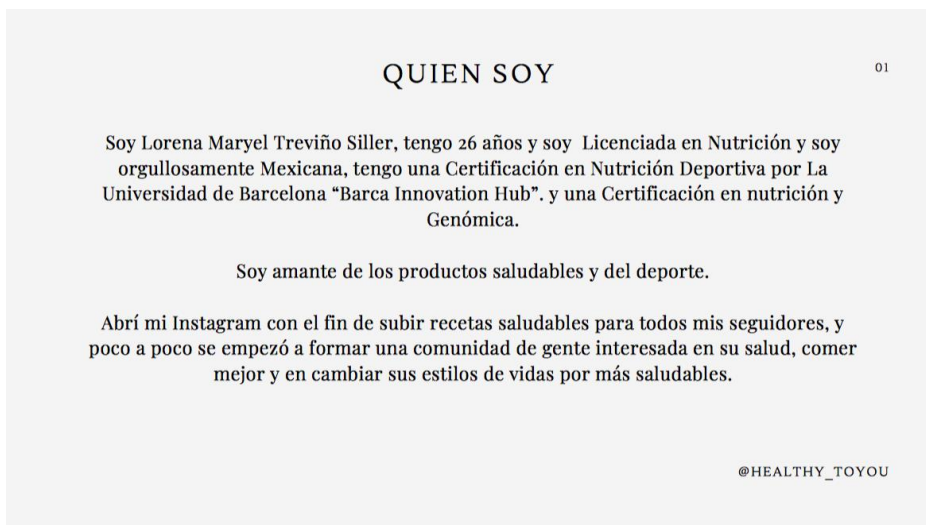 QUIEN SOY
01
Soy Lorena Maryel Treviño Siller, tengo 26 años y soy  Licenciada en Nutrición y soy
orgullosamente Mexicana, tengo una Certificación en Nutrición Deportiva por La
Universidad de Barcelona “Barca Innovation Hub”. y una Certificación en nutrición y
Genómica.
Soy amante de los productos saludables y del deporte.
Abrí mi Instagram con el fin de subir recetas saludables para todos mis seguidores, y
poco a poco se empezó a formar una comunidad de gente interesada en su salud, comer
mejor y en cambiar sus estilos de vidas por más saludables.
@HEALTHY_TOYOU